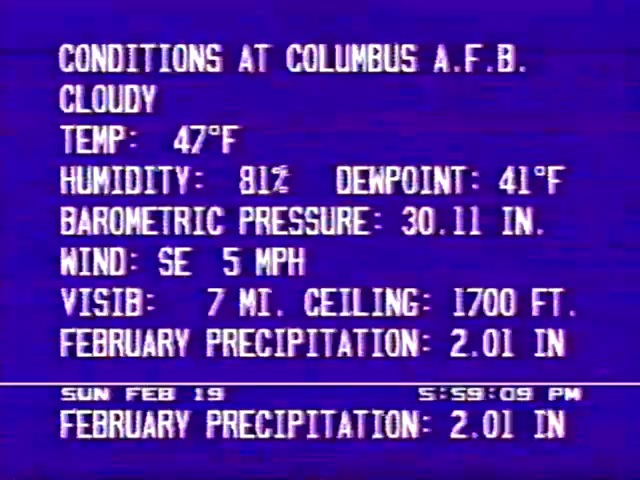 CONDITIONS AT COLUMBUS A.F.B.
CLOUDY
TEMP: 47°F
HUMIDITY: 81% DEWPOINT: 41°F
BAROMETRIC PRESSURE: 30.11 IN.
WIND: SE 5 MPH
VISIB: 7 MI. CEILING: 1700 FT.
FEBRUARY PRECIPITATION: 2.01 IN
SUN FEB 19 5:59:09 PM
FEBRUARY PRECIPITATION: 2.01 IN